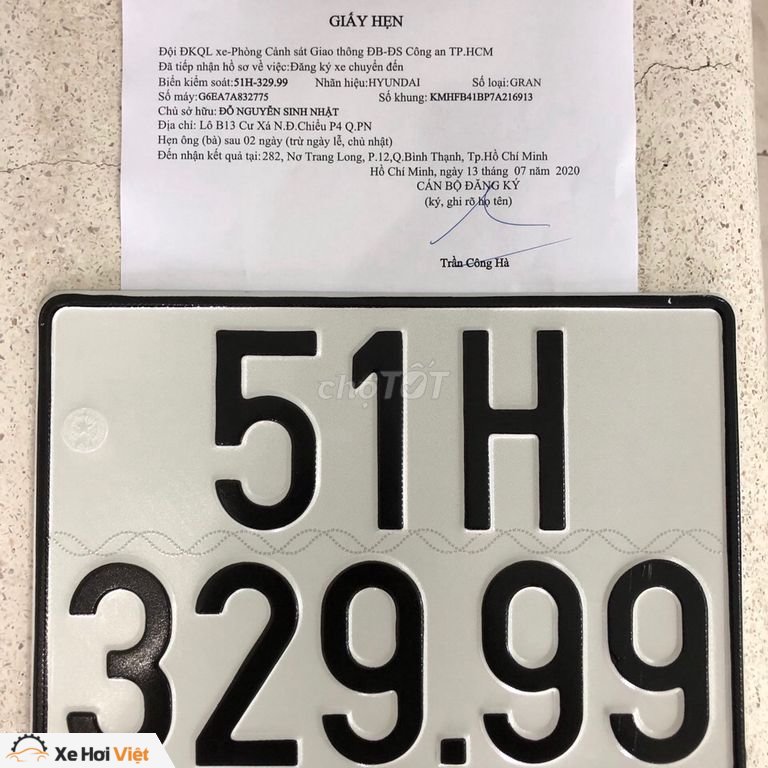 GIẤY HẸN
Đội ĐKQL xe-Phòng Cảnh sát Giao thông ĐB-ĐS Công an TP.HCM
Đã tiếp nhận hồ sơ về việc:Đăng ký xe chuyển đến
Biển kiểm soát:51H-329.99 Nhãn hiệu:HYUNDAI Số loại:GRAN
Số máy:G6EA7A832775 Số khung: KMHFB41BP7A216913
Chủ sở hữu: ĐỖ NGUYỄN SINH NHẬT
Địa chỉ: Lô B13 Cư Xá N.Đ.Chiểu P4 Q.PN
Hẹn ông (bà) sau 02 ngày (trừ ngày lễ, chủ nhật)
Đến nhận kết quả tại:282, Nơ Trang Long, P.12,Q.Bình Thạnh, Tp.Hồ Chí Minh
Hồ Chí Minh, ngày 13 tháng 07 năm 2020
CÁN BỘ ĐĂNG KÝ
(ký, ghi rõ họ tên)
Trần Công Hà
51H
chợTỐT
329.99
Xe Hơi Việt